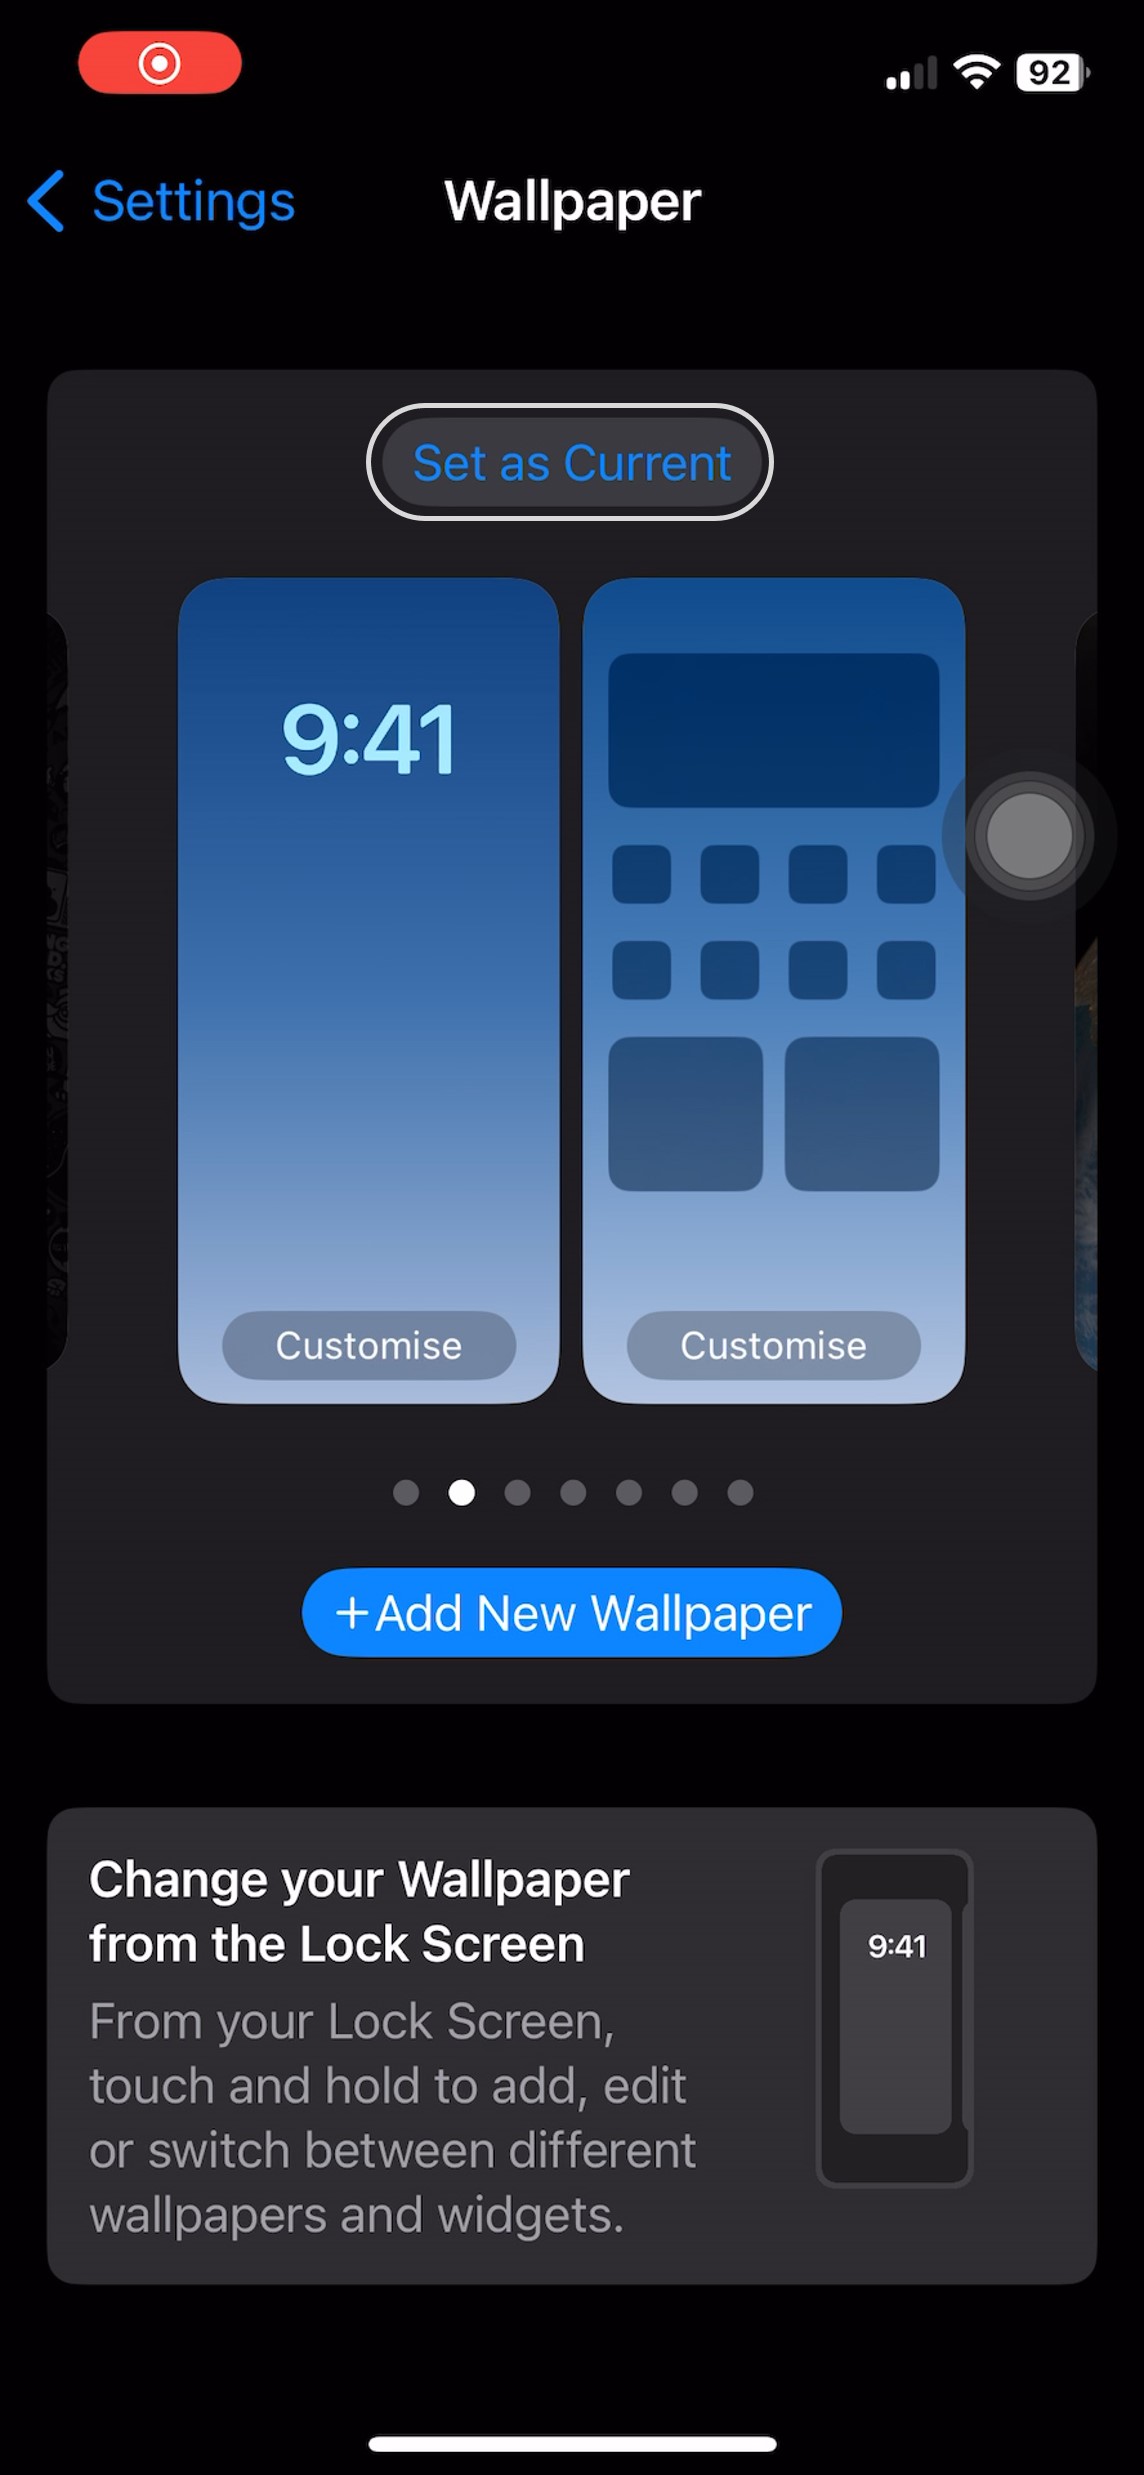 92
Settings
Wallpaper
Set as Current
9:41
Customise
Customise
+Add New Wallpaper
Change your Wallpaper
from the Lock Screen
From your Lock Screen,
touch and hold to add, edit
or switch between different
wallpapers and widgets.
9:41